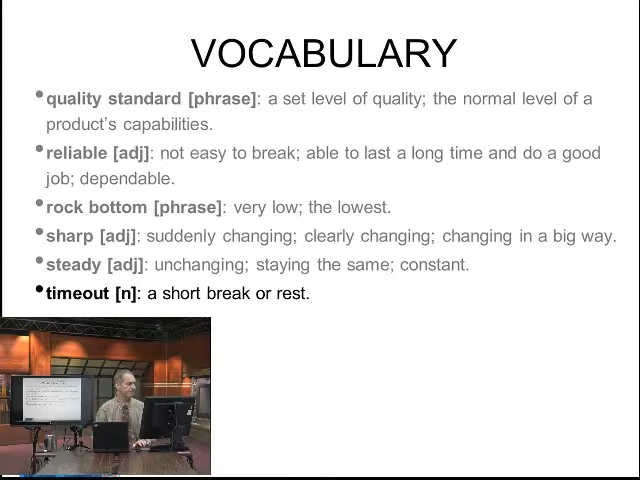 VOCABULARY
•quality standard [phrase]: a set level of quality; the normal level of a
product's capabilities.
•reliable [adj]: not easy to break; able to last a long time and do a good
job; dependable.
•rock bottom [phrase]: very low; the lowest.
•sharp [adj]: suddenly changing; clearly changing; changing in a big way.
•steady [adj]: unchanging; staying the same; constant.
•timeout [n]: a short break or rest.